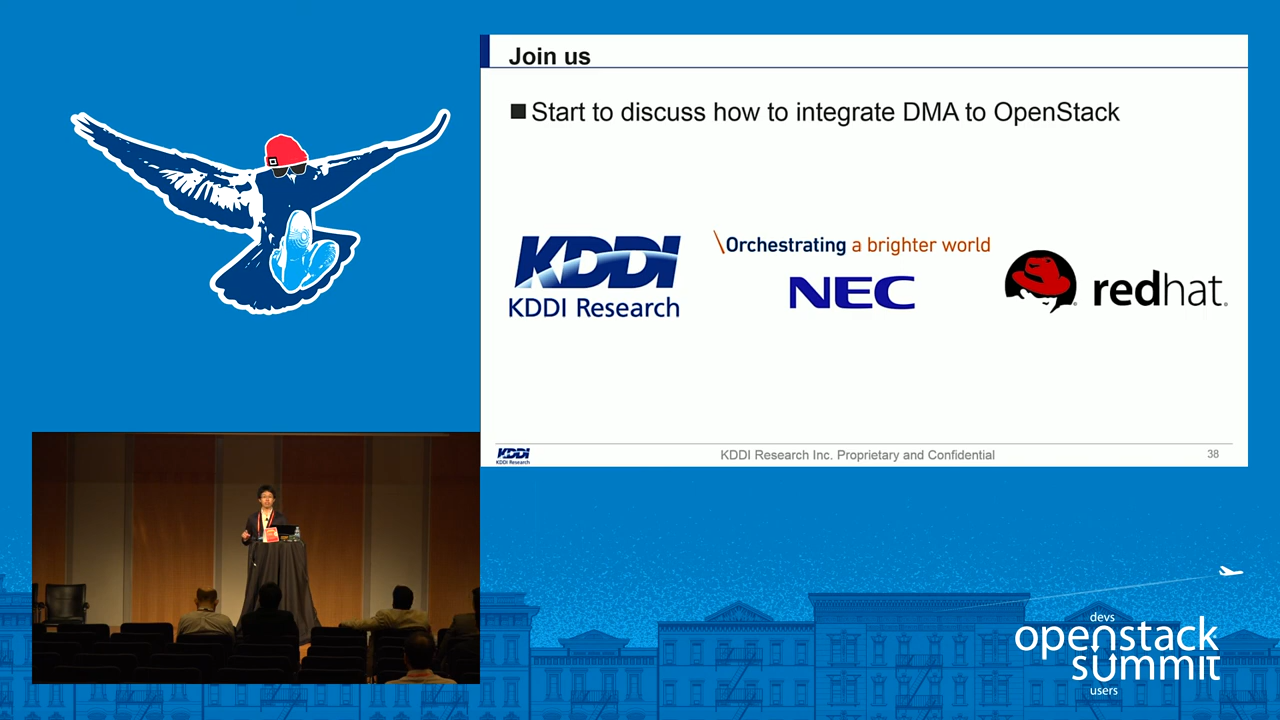 Join us
■ Start to discuss how to integrate DMA to OpenStack
KDDI
KDDI Research
\Orchestrating a brighter world
NEC
redhat.
KDDI
KDDI Research
KDDI Research Inc. Proprietary and Confidential
38
devs
openstack
summit
users